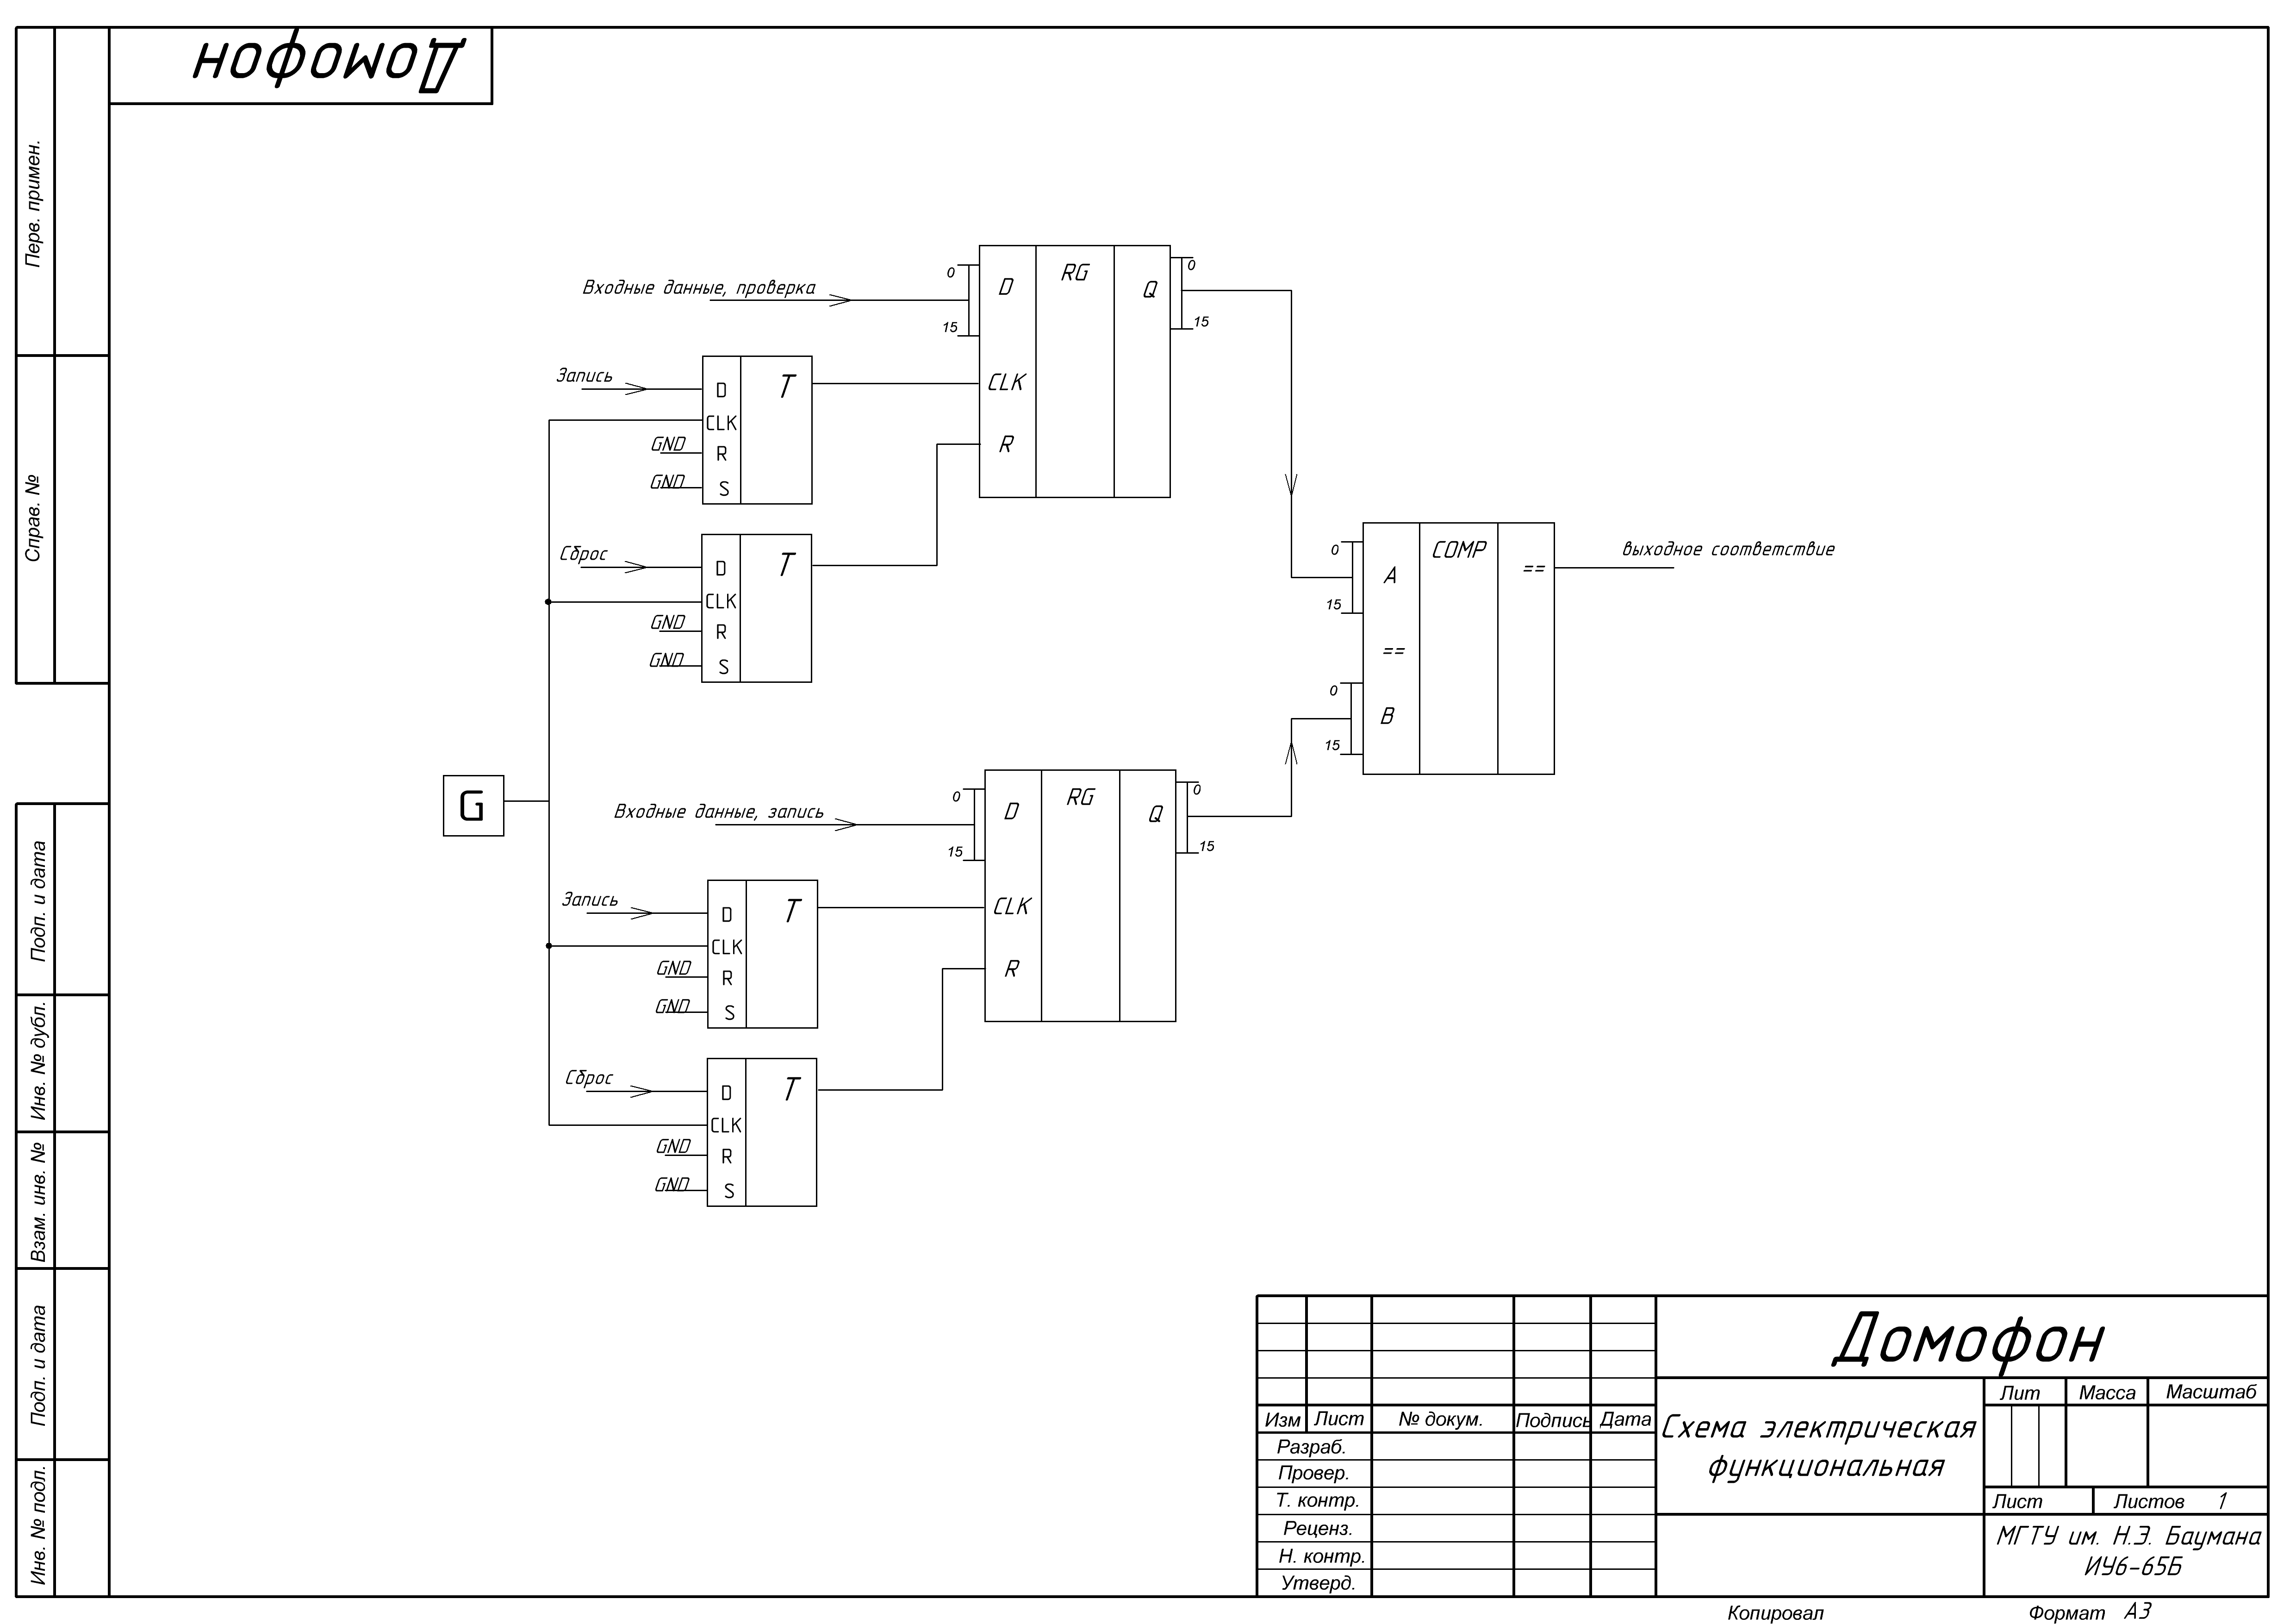 Домофон
Перв. примен.
Справ. №
Подп. и дата
Инв. № дубл.
Взам. инв. №
Подп. и дата
Инв. № подл.
Входные данные, проверка
0
15
D
CLK
R
RG
Q
0
15
Запись
D
CLK
R
S
T
GND
GND
Сброс
D
CLK
R
S
T
GND
GND
G
Входные данные, запись
0
15
D
CLK
R
RG
Q
0
15
Запись
D
CLK
R
S
T
GND
GND
Сброс
D
CLK
R
S
T
GND
GND
0
15
A
==
0
15
B
COMP
==
выходное соответствие
Изм Лист № докум. Подпись Дата
Разраб.
Провер.
Т. контр.
Реценз.
Н. контр.
Утверд.
Домофон
Схема электрическая
функциональная
Лит Масса Масштаб
Лист Листов 1
МГТУ им. Н.Э. Баумана
ИУ6-65Б
Копировал Формат А3